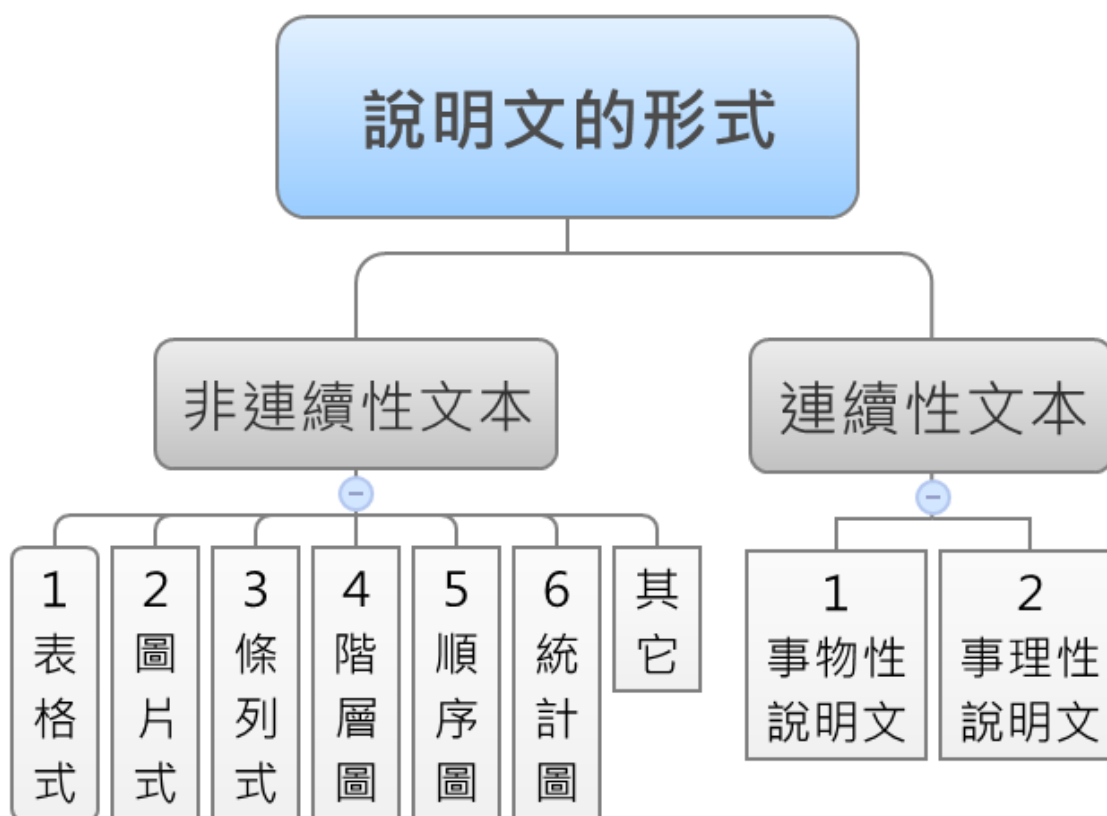 說明文的形式
非連續性文本
連續性文本
1
表格式
2
圖片式
3
條列式
4
階層圖
5
順序圖
6
統計圖
其它
1
事物性
說明文
2
事理性
說明文